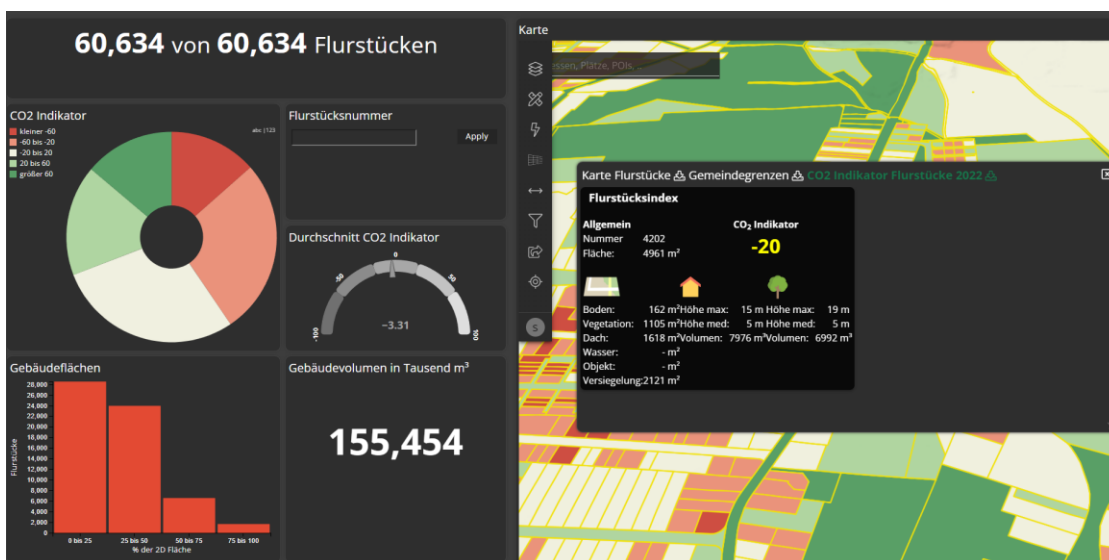 60,634 von 60,634 Flurstücken
CO2 Indikator
kleiner -60
-60 bis -20
-20 bis 20
20 bis 60
größer 60
abc |123
Flurstücksnummer
Apply
Durchschnitt CO2 Indikator
-100
-50
0
50
100
−3.31
Gebäudeflächen
Flurstücke
28,000
26,000
24,000
22,000
20,000
18,000
16,000
14,000
12,000
10,000
8,000
6,000
4,000
2,000
0
0 bis 25 25 bis 50 50 bis 75 75 bis 100
% der 2D Fläche
Gebäudevolumen in Tausend m³
155,454
Karte
essen, Plätze, POIs, ...
S
Karte Flurstücke Gemeindegrenzen CO2 Indikator Flurstücke 2022
Flurstücksindex
Allgemein CO₂ Indikator
Nummer 4202 -20
Fläche: 4961 m²
Boden: 162 m² Höhe max: 15 m Höhe max: 19 m
Vegetation: 1105 m² Höhe med: 5 m Höhe med: 5 m
Dach: 1618 m² Volumen: 7976 m³ Volumen: 6992 m³
Wasser: - m²
Objekt: - m²
Versiegelung: 2121 m²